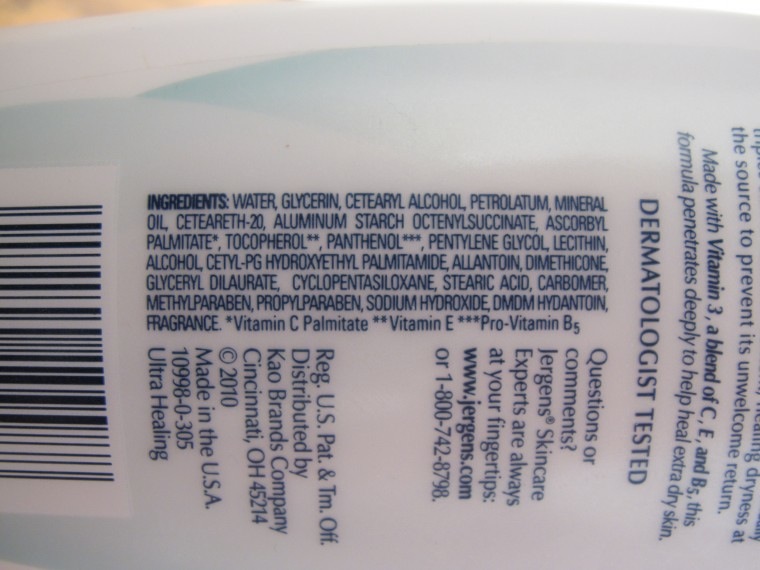 the source to prevent its unwelcome return.
Made with Vitamin 3, a blend of C, E, and B5, this
formula penetrates deeply to help heal extra dry skin.
DERMATOLOGIST TESTED
INGREDIENTS: WATER, GLYCERIN, CETEARYL ALCOHOL, PETROLATUM, MINERAL
OIL, CETEARETH-20, ALUMINUM STARCH OCTENYLSUCCINATE, ASCORBYL
PALMITATE*, TOCOPHEROL**, PANTHENOL***, PENTYLENE GLYCOL, LECITHIN,
ALCOHOL, CETYL-PG HYDROXYETHYL PALMITAMIDE, ALLANTOIN, DIMETHICONE,
GLYCERYL DILAURATE, CYCLOPENTASILOXANE, STEARIC ACID, CARBOMER,
METHYLPARABEN, PROPYLPARABEN, SODIUM HYDROXIDE, DMDM HYDANTOIN,
FRAGRANCE. *Vitamin C Palmitate **Vitamin E ***Pro-Vitamin B5
Questions or
comments?
Jergens® Skincare
Experts are always
at your fingertips:
www.jergens.com
or 1-800-742-8798.
Reg. U.S. Pat. & Tm. Off.
Distributed by
Kao Brands Company
Cincinnati, OH 45214
© 2010
Made in the U.S.A.
10998-0-305
Ultra Healing